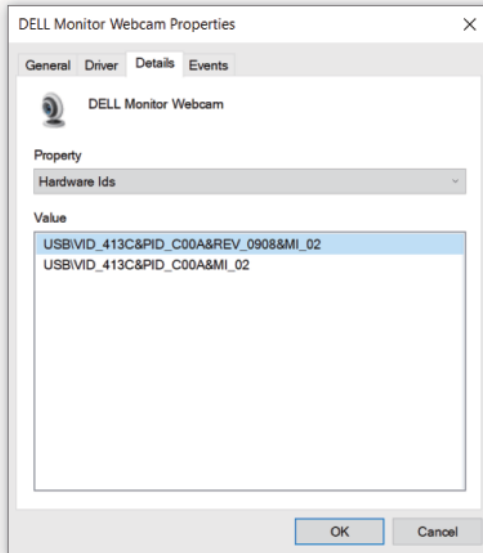 DELL Monitor Webcam Properties
General Driver Details Events
DELL Monitor Webcam
Property
Hardware Ids
Value
USB\VID_413C&PID_C00A&REV_0908&MI_02
USB\VID_413C&PID_C00A&MI_02
OK Cancel